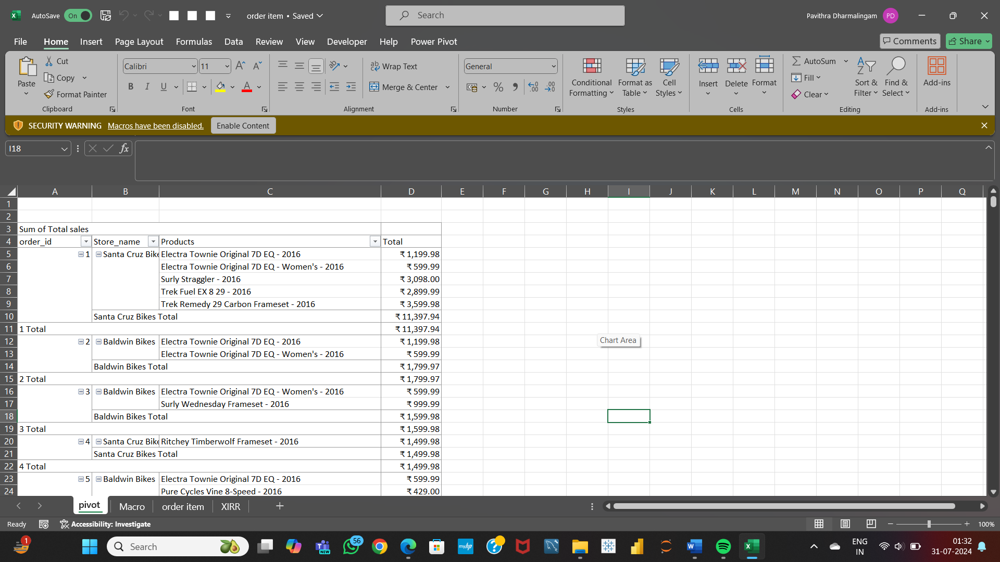 AutoSave On order item • Saved Search Pavithra Dharmalingam PD
File Home Insert Page Layout Formulas Data Review View Developer Help Power Pivot Comments Share
Paste Cut Copy Format Painter Clipboard
Calibri 11 B I U A Font
Wrap Text Merge & Center Alignment
General % Number
Conditional Formatting Format as Table Cell Styles Styles
Insert Delete Format Cells
AutoSum Fill Clear Sort & Filter Find & Select Editing
Add-ins Add-ins
SECURITY WARNING Macros have been disabled. Enable Content
I18 fx
A B C D E F G H I J K L M N O P Q
1
2
3 Sum of Total sales
4 order_id Store_name Products Total
5 1 Santa Cruz Bike Electra Townie Original 7D EQ - 2016 ₹ 1,199.98
6 Electra Townie Original 7D EQ - Women's - 2016 ₹ 599.99
7 Surly Straggler - 2016 ₹ 3,098.00
8 Trek Fuel EX 8 29 - 2016 ₹ 2,899.99
9 Trek Remedy 29 Carbon Frameset - 2016 ₹ 3,599.98
10 Santa Cruz Bikes Total ₹ 11,397.94
11 1 Total ₹ 11,397.94
12 2 Baldwin Bikes Electra Townie Original 7D EQ - 2016 ₹ 1,199.98
Chart Area
13 Electra Townie Original 7D EQ - Women's - 2016 ₹ 599.99
14 Baldwin Bikes Total ₹ 1,799.97
15 2 Total ₹ 1,799.97
16 3 Baldwin Bikes Electra Townie Original 7D EQ - Women's - 2016 ₹ 599.99
17 Surly Wednesday Frameset - 2016 ₹ 999.99
18 Baldwin Bikes Total ₹ 1,599.98
19 3 Total ₹ 1,599.98
20 4 Santa Cruz Bike Ritchey Timberwolf Frameset - 2016 ₹ 1,499.98
21 Santa Cruz Bikes Total ₹ 1,499.98
22 4 Total ₹ 1,499.98
23 5 Baldwin Bikes Electra Townie Original 7D EQ - 2016 ₹ 599.99
24 Pure Cycles Vine 8-Speed - 2016 ₹ 429.00
pivot Macro order item XIRR
Ready Accessibility: Investigate 100%
1 Search NEW 56 myhp ENG IN 01:32 31-07-2024